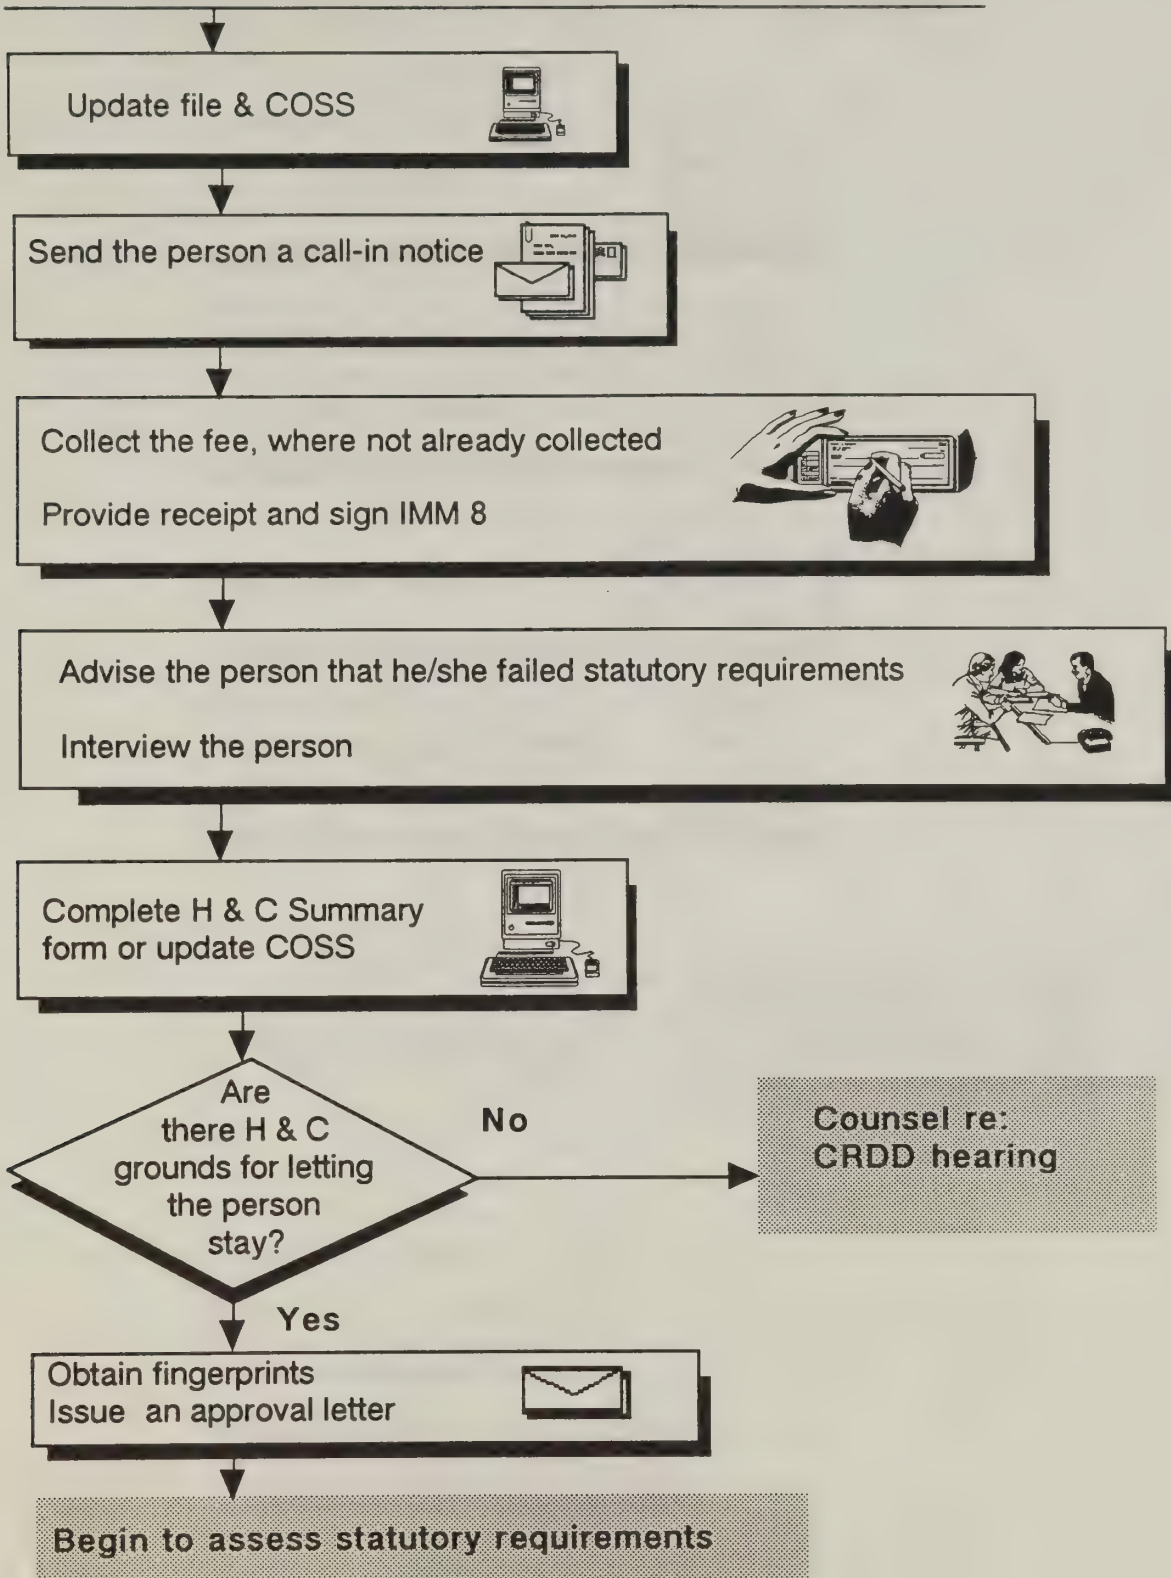 Update file & COSS
Send the person a call-in notice
Collect the fee, where not already collected
Provide receipt and sign IMM 8
Advise the person that he/she failed statutory requirements
Interview the person
Complete H & C Summary
form or update COSS
Are
there H & C
grounds for letting
the person
stay?
No
Counsel re:
CRDD hearing
Yes
Obtain fingerprints
Issue an approval letter
Begin to assess statutory requirements